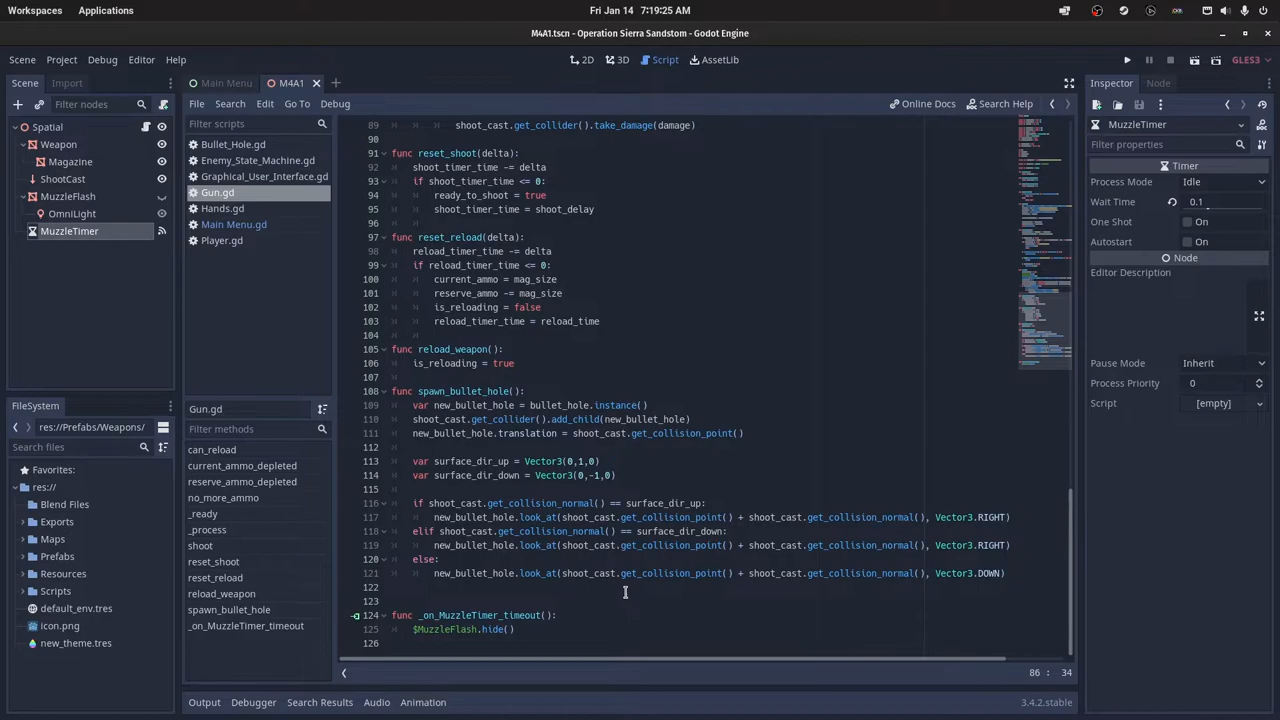 Workspaces Applications Fri Jan 14 7:19:25 AM
M4A1.tscn - Operation Sierra Sandstom - Godot Engine
Scene Project Debug Editor Help 2D 3D Script AssetLib GLES3
Scene Import
Filter nodes
Spatial
Weapon
Magazine
ShootCast
MuzzleFlash
OmniLight
MuzzleTimer
FileSystem
res://Prefabs/Weapons/
Search files
Favorites:
res://
Blend Files
Exports
Maps
Prefabs
Resources
Scripts
default_env.tres
icon.png
new_theme.tres
Main Menu M4A1
File Search Edit Go To Debug Online Docs Search Help
Filter scripts
Bullet_Hole.gd
Enemy_State_Machine.gd
Graphical_User_Interface.gd
Gun.gd
Hands.gd
Main Menu.gd
Player.gd
Gun.gd
Filter methods
can_reload
current_ammo_depleted
reserve_ammo_depleted
no_more_ammo
_ready
_process
shoot
reset_shoot
reset_reload
reload_weapon
spawn_bullet_hole
_on_MuzzleTimer_timeout
89 shoot_cast.get_collider().take_damage(damage)
90
91 func reset_shoot(delta):
92 shoot_timer_time -= delta
93 if shoot_timer_time <= 0:
94 ready_to_shoot = true
95 shoot_timer_time = shoot_delay
96
97 func reset_reload(delta):
98 reload_timer_time -= delta
99 if reload_timer_time <= 0:
100 current_ammo = mag_size
101 reserve_ammo -= mag_size
102 is_reloading = false
103 reload_timer_time = reload_time
104
105 func reload_weapon():
106 is_reloading = true
107
108 func spawn_bullet_hole():
109 var new_bullet_hole = bullet_hole.instance()
110 shoot_cast.get_collider().add_child(new_bullet_hole)
111 new_bullet_hole.translation = shoot_cast.get_collision_point()
112
113 var surface_dir_up = Vector3(0,1,0)
114 var surface_dir_down = Vector3(0,-1,0)
115
116 if shoot_cast.get_collision_normal() == surface_dir_up:
117 new_bullet_hole.look_at(shoot_cast.get_collision_point() + shoot_cast.get_collision_normal(), Vector3.RIGHT)
118 elif shoot_cast.get_collision_normal() == surface_dir_down:
119 new_bullet_hole.look_at(shoot_cast.get_collision_point() + shoot_cast.get_collision_normal(), Vector3.RIGHT)
120 else:
121 new_bullet_hole.look_at(shoot_cast.get_collision_point() + shoot_cast.get_collision_normal(), Vector3.DOWN)
122
123
124 func _on_MuzzleTimer_timeout():
125 $MuzzleFlash.hide()
126
86 : 34
Output Debugger Search Results Audio Animation 3.4.2.stable
Inspector Node
MuzzleTimer
Filter properties
Timer
Process Mode Idle
Wait Time 0.1
One Shot On
Autostart On
Node
Editor Description
Pause Mode Inherit
Process Priority 0
Script [empty]